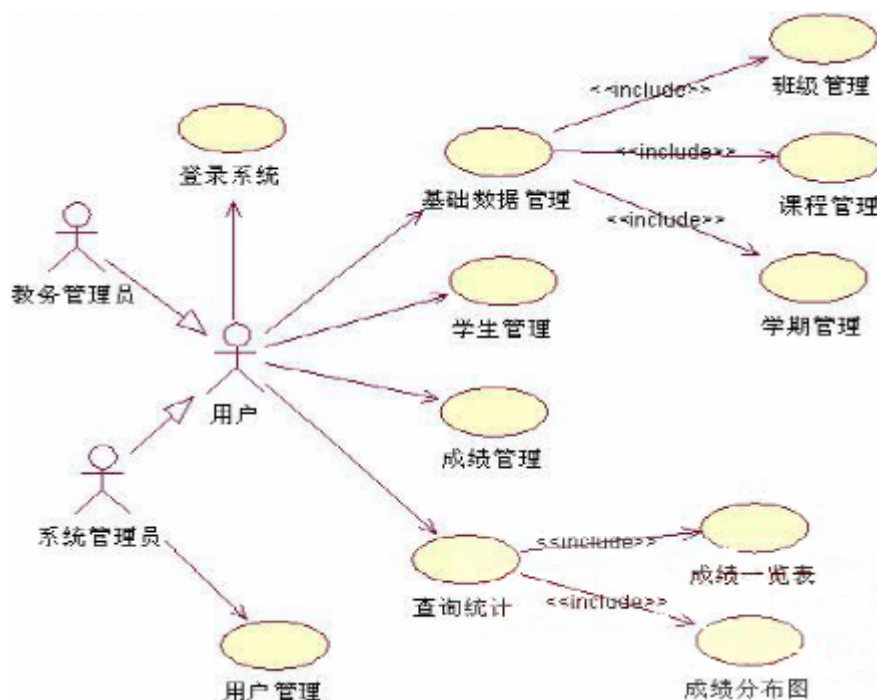 班级管理
<<include>>
登录系统
基础数据管理
<<include>>
课程管理
<<include>>
教务管理员
学生管理
学期管理
用户
成绩管理
系统管理员
<<include>>
成绩一览表
查询统计
<<include>>
用户管理
成绩分布图